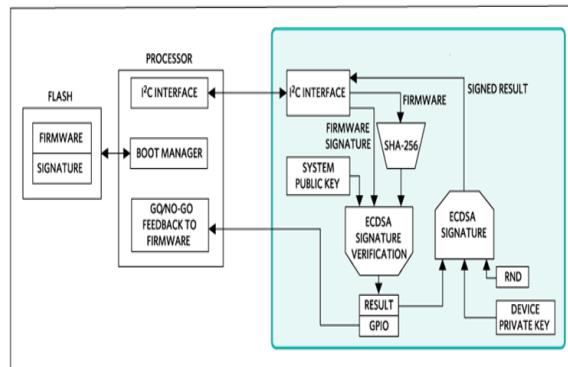 PROCESSOR
FLASH
FIRMWARE
SIGNATURE
I²C INTERFACE
BOOT MANAGER
GO/NO-GO
FEEDBACK TO
FIRMWARE
I²C INTERFACE
FIRMWARE
SIGNED RESULT
FIRMWARE
SIGNATURE
SHA-256
SYSTEM
PUBLIC KEY
ECDSA
SIGNATURE
VERIFICATION
ECDSA
SIGNATURE
RND
RESULT
GPIO
DEVICE
PRIVATE KEY